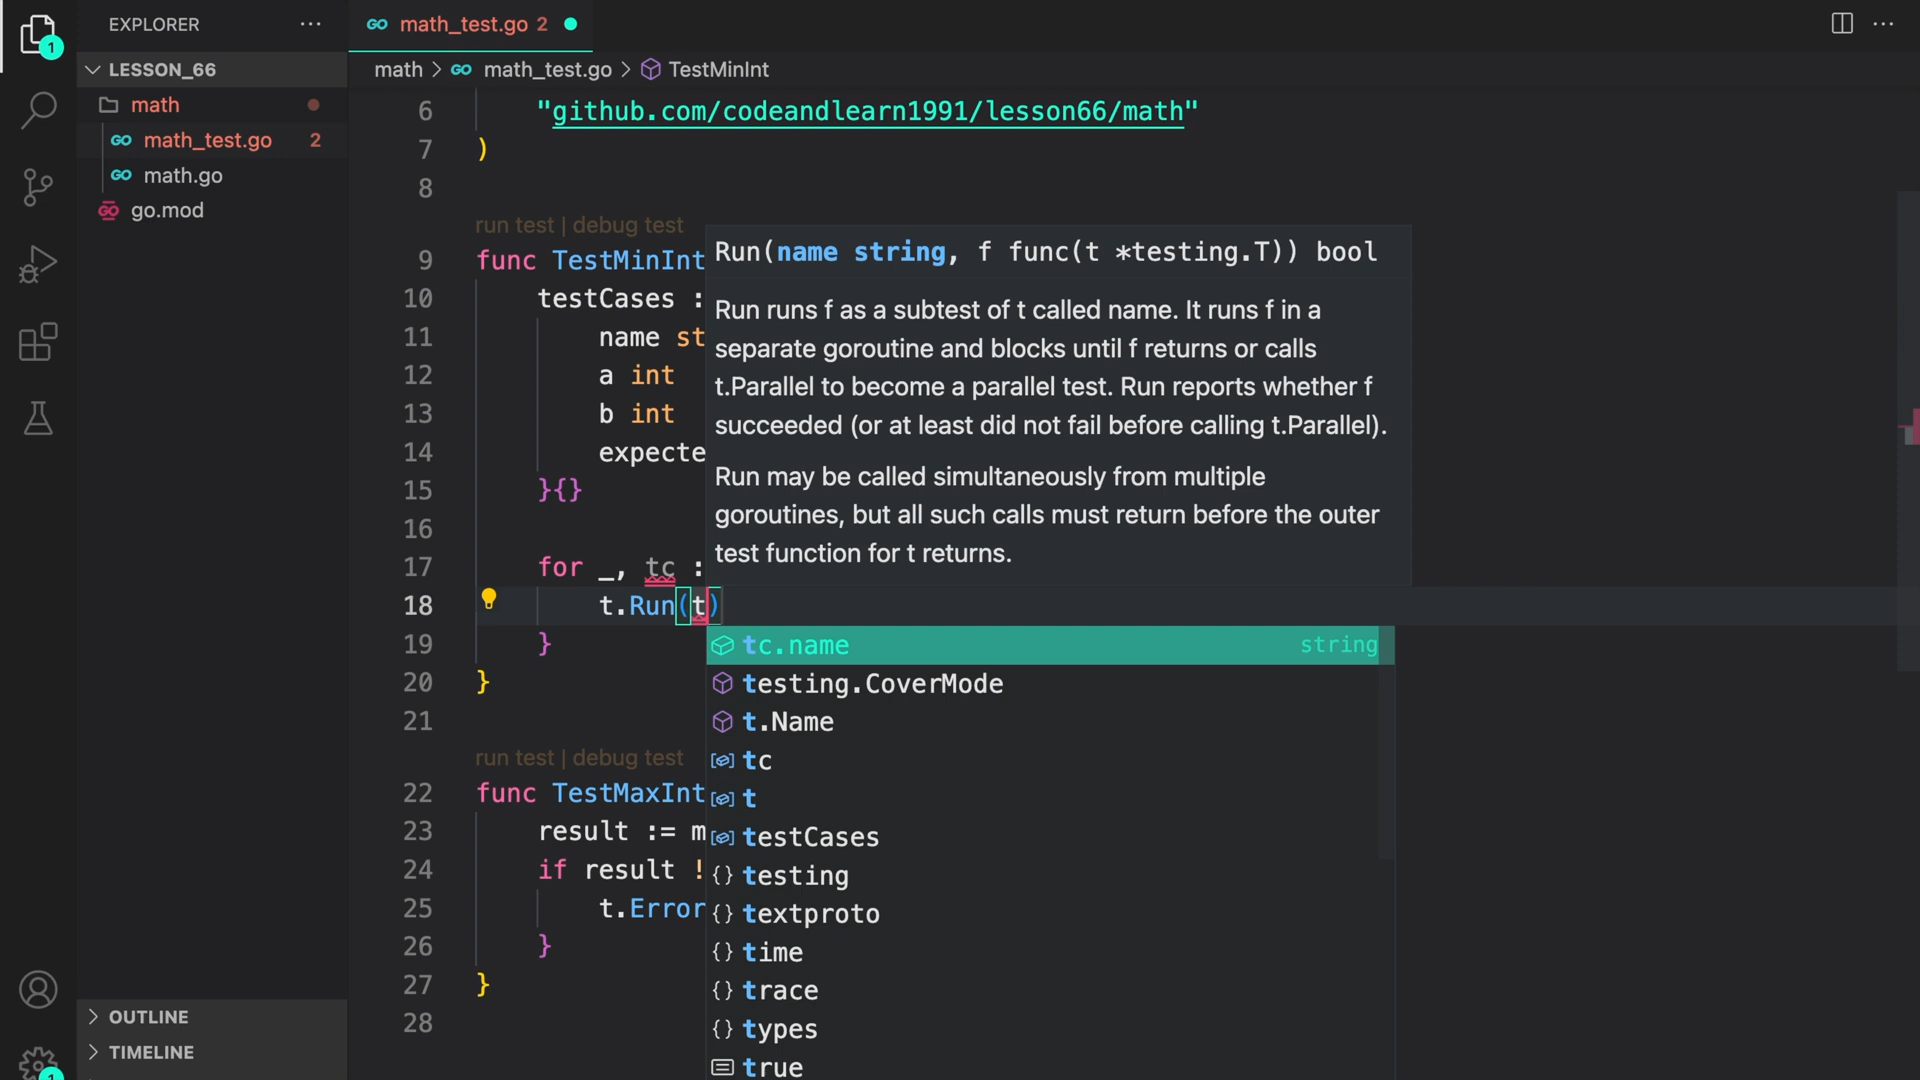 EXPLORER
math_test.go 2
1
LESSON_66
math > math_test.go > TestMinInt
math
math_test.go 2
math.go
go.mod
6 "github.com/codeandlearn1991/lesson66/math"
7 )
8
run test | debug test
9 func TestMinInt
10 testCases :
11 name st
12 a int
13 b int
14 expecte
15 }{}
16
17 for _, tc :
18 t.Run(t)
19 }
20 }
21
run test | debug test
22 func TestMaxInt
23 result := m
24 if result !
25 t.Error
26 }
27 }
28
Run(name string, f func(t *testing.T)) bool
Run runs f as a subtest of t called name. It runs f in a
separate goroutine and blocks until f returns or calls
t.Parallel to become a parallel test. Run reports whether f
succeeded (or at least did not fail before calling t.Parallel).
Run may be called simultaneously from multiple
goroutines, but all such calls must return before the outer
test function for t returns.
tc.name string
testing.CoverMode
t.Name
tc
t
testCases
testing
textproto
time
trace
types
true
OUTLINE
TIMELINE
1